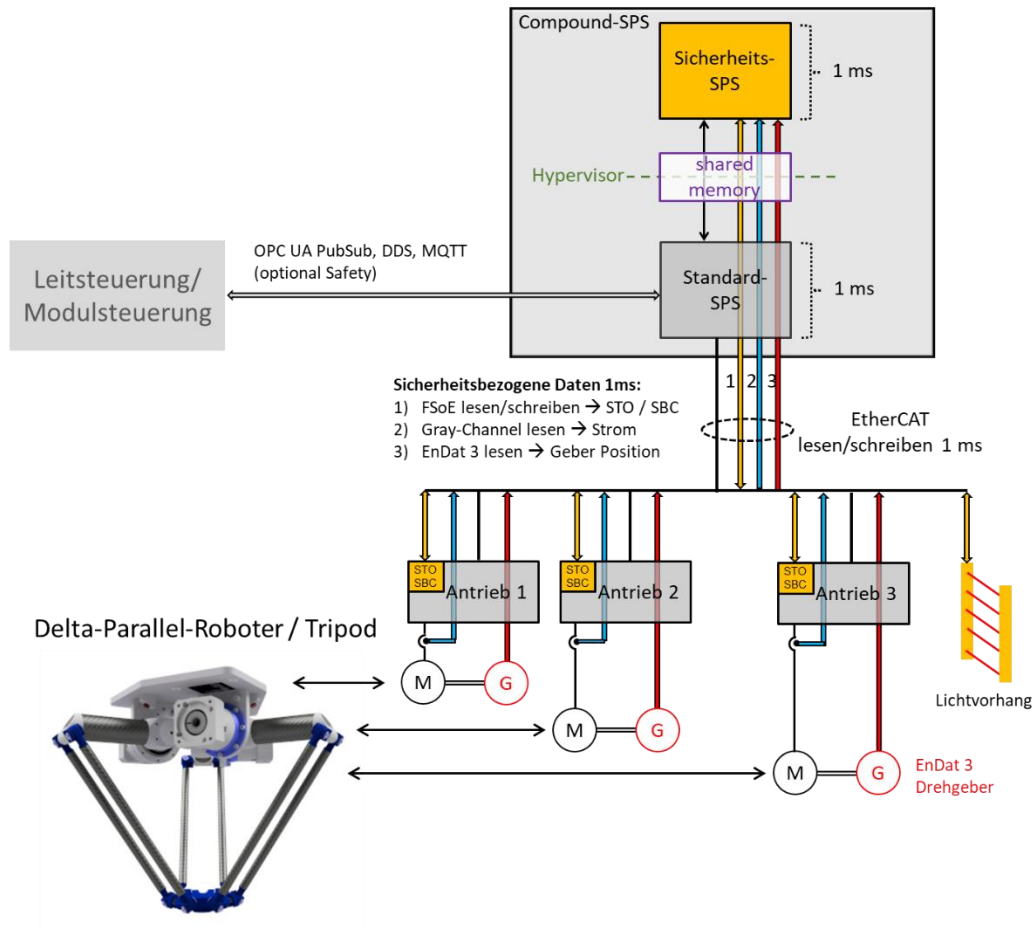 Compound-SPS
Sicherheits-
SPS
1 ms
shared
memory
Hypervisor
OPC UA PubSub, DDS, MQTT
(optional Safety)
Leitsteuerung/
Modulsteuerung
Standard-
SPS
1 ms
1 2 3
Sicherheitsbezogene Daten 1ms:
1) FSoE lesen/schreiben → STO / SBC
2) Gray-Channel lesen → Strom
3) EnDat 3 lesen → Geber Position
EtherCAT
lesen/schreiben 1 ms
STO
SBC
Antrieb 1
STO
SBC
Antrieb 2
STO
SBC
Antrieb 3
Delta-Parallel-Roboter / Tripod
M G
M G
M G
Lichtvorhang
EnDat 3
Drehgeber